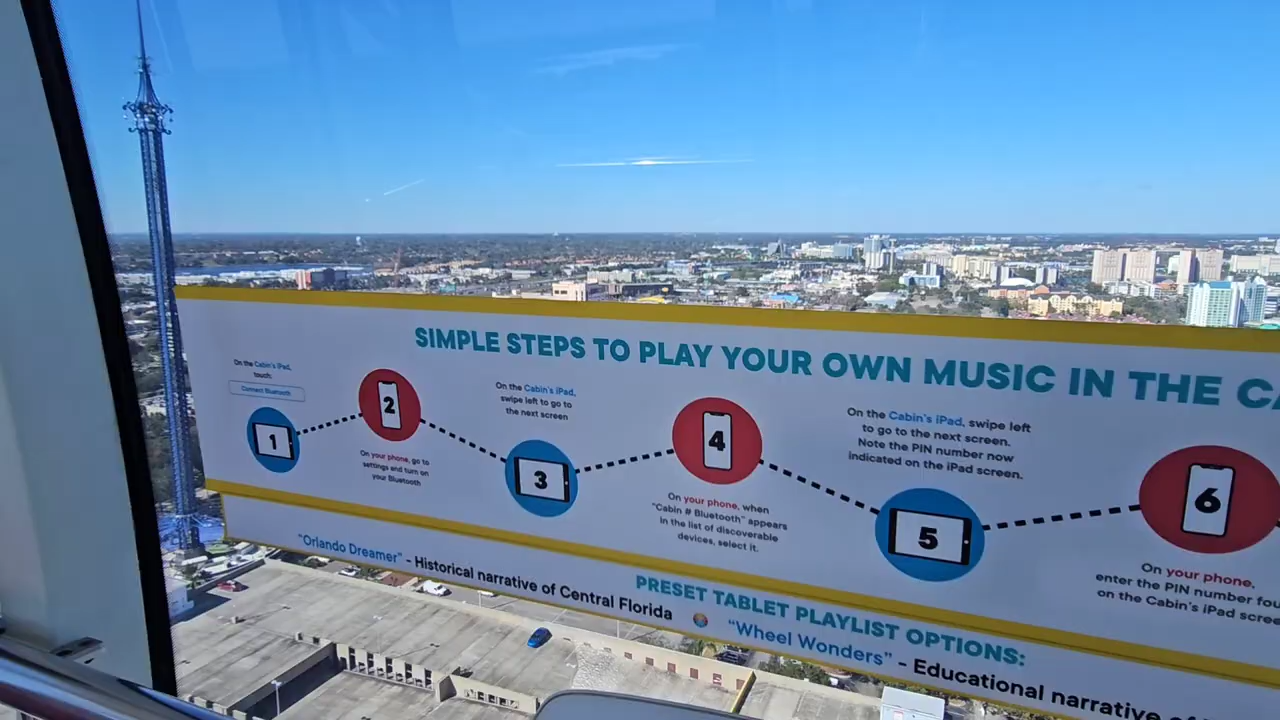 SIMPLE STEPS TO PLAY YOUR OWN MUSIC IN THE
On the Cabin's iPad,
touch:
Connect Bluetooth
1
2
On your phone, go to
settings and turn on
your Bluetooth
On the Cabin's iPad,
swipe left to go to
the next screen
3
4
On your phone, when
"Cabin # Bluetooth" appears
in the list of discoverable
devices, select it.
On the Cabin's iPad, swipe left
to go to the next screen.
Note the PIN number now
indicated on the iPad screen.
5
6
On your phone,
enter the PIN number
on the Cabin's iPad
PRESET TABLET PLAYLIST OPTIONS:
"Orlando Dreamer" - Historical narrative of Central Florida
"Wheel Wonders" - Educational narrative